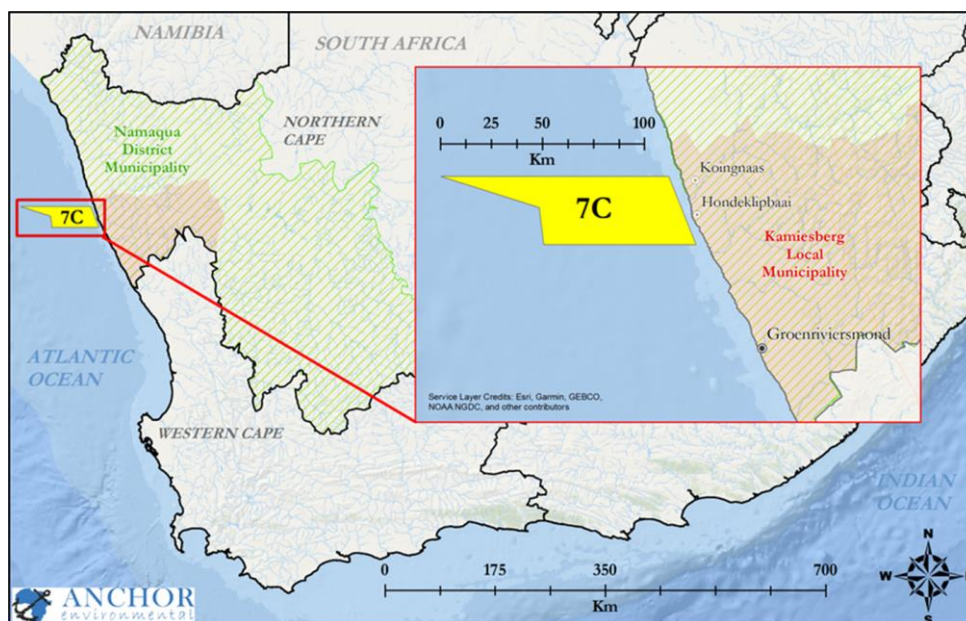 NAMIBIA
SOUTH AFRICA
NORTHERN
CAPE
Namaqua
District
Municipality
7C
ATLANTIC
OCEAN
WESTERN CAPE
0 25 50 100
Km
Koingnaas
7C
Hondeklipbaai
Kamiesberg
Local
Municipality
Groenriviersmond
Service Layer Credits: Esri, Garmin, GEBCO,
NOAA NGDC, and other contributors
INDIAN
OCEAN
0 175 350 700
Km
N
W E
S
ANCHOR
environmental